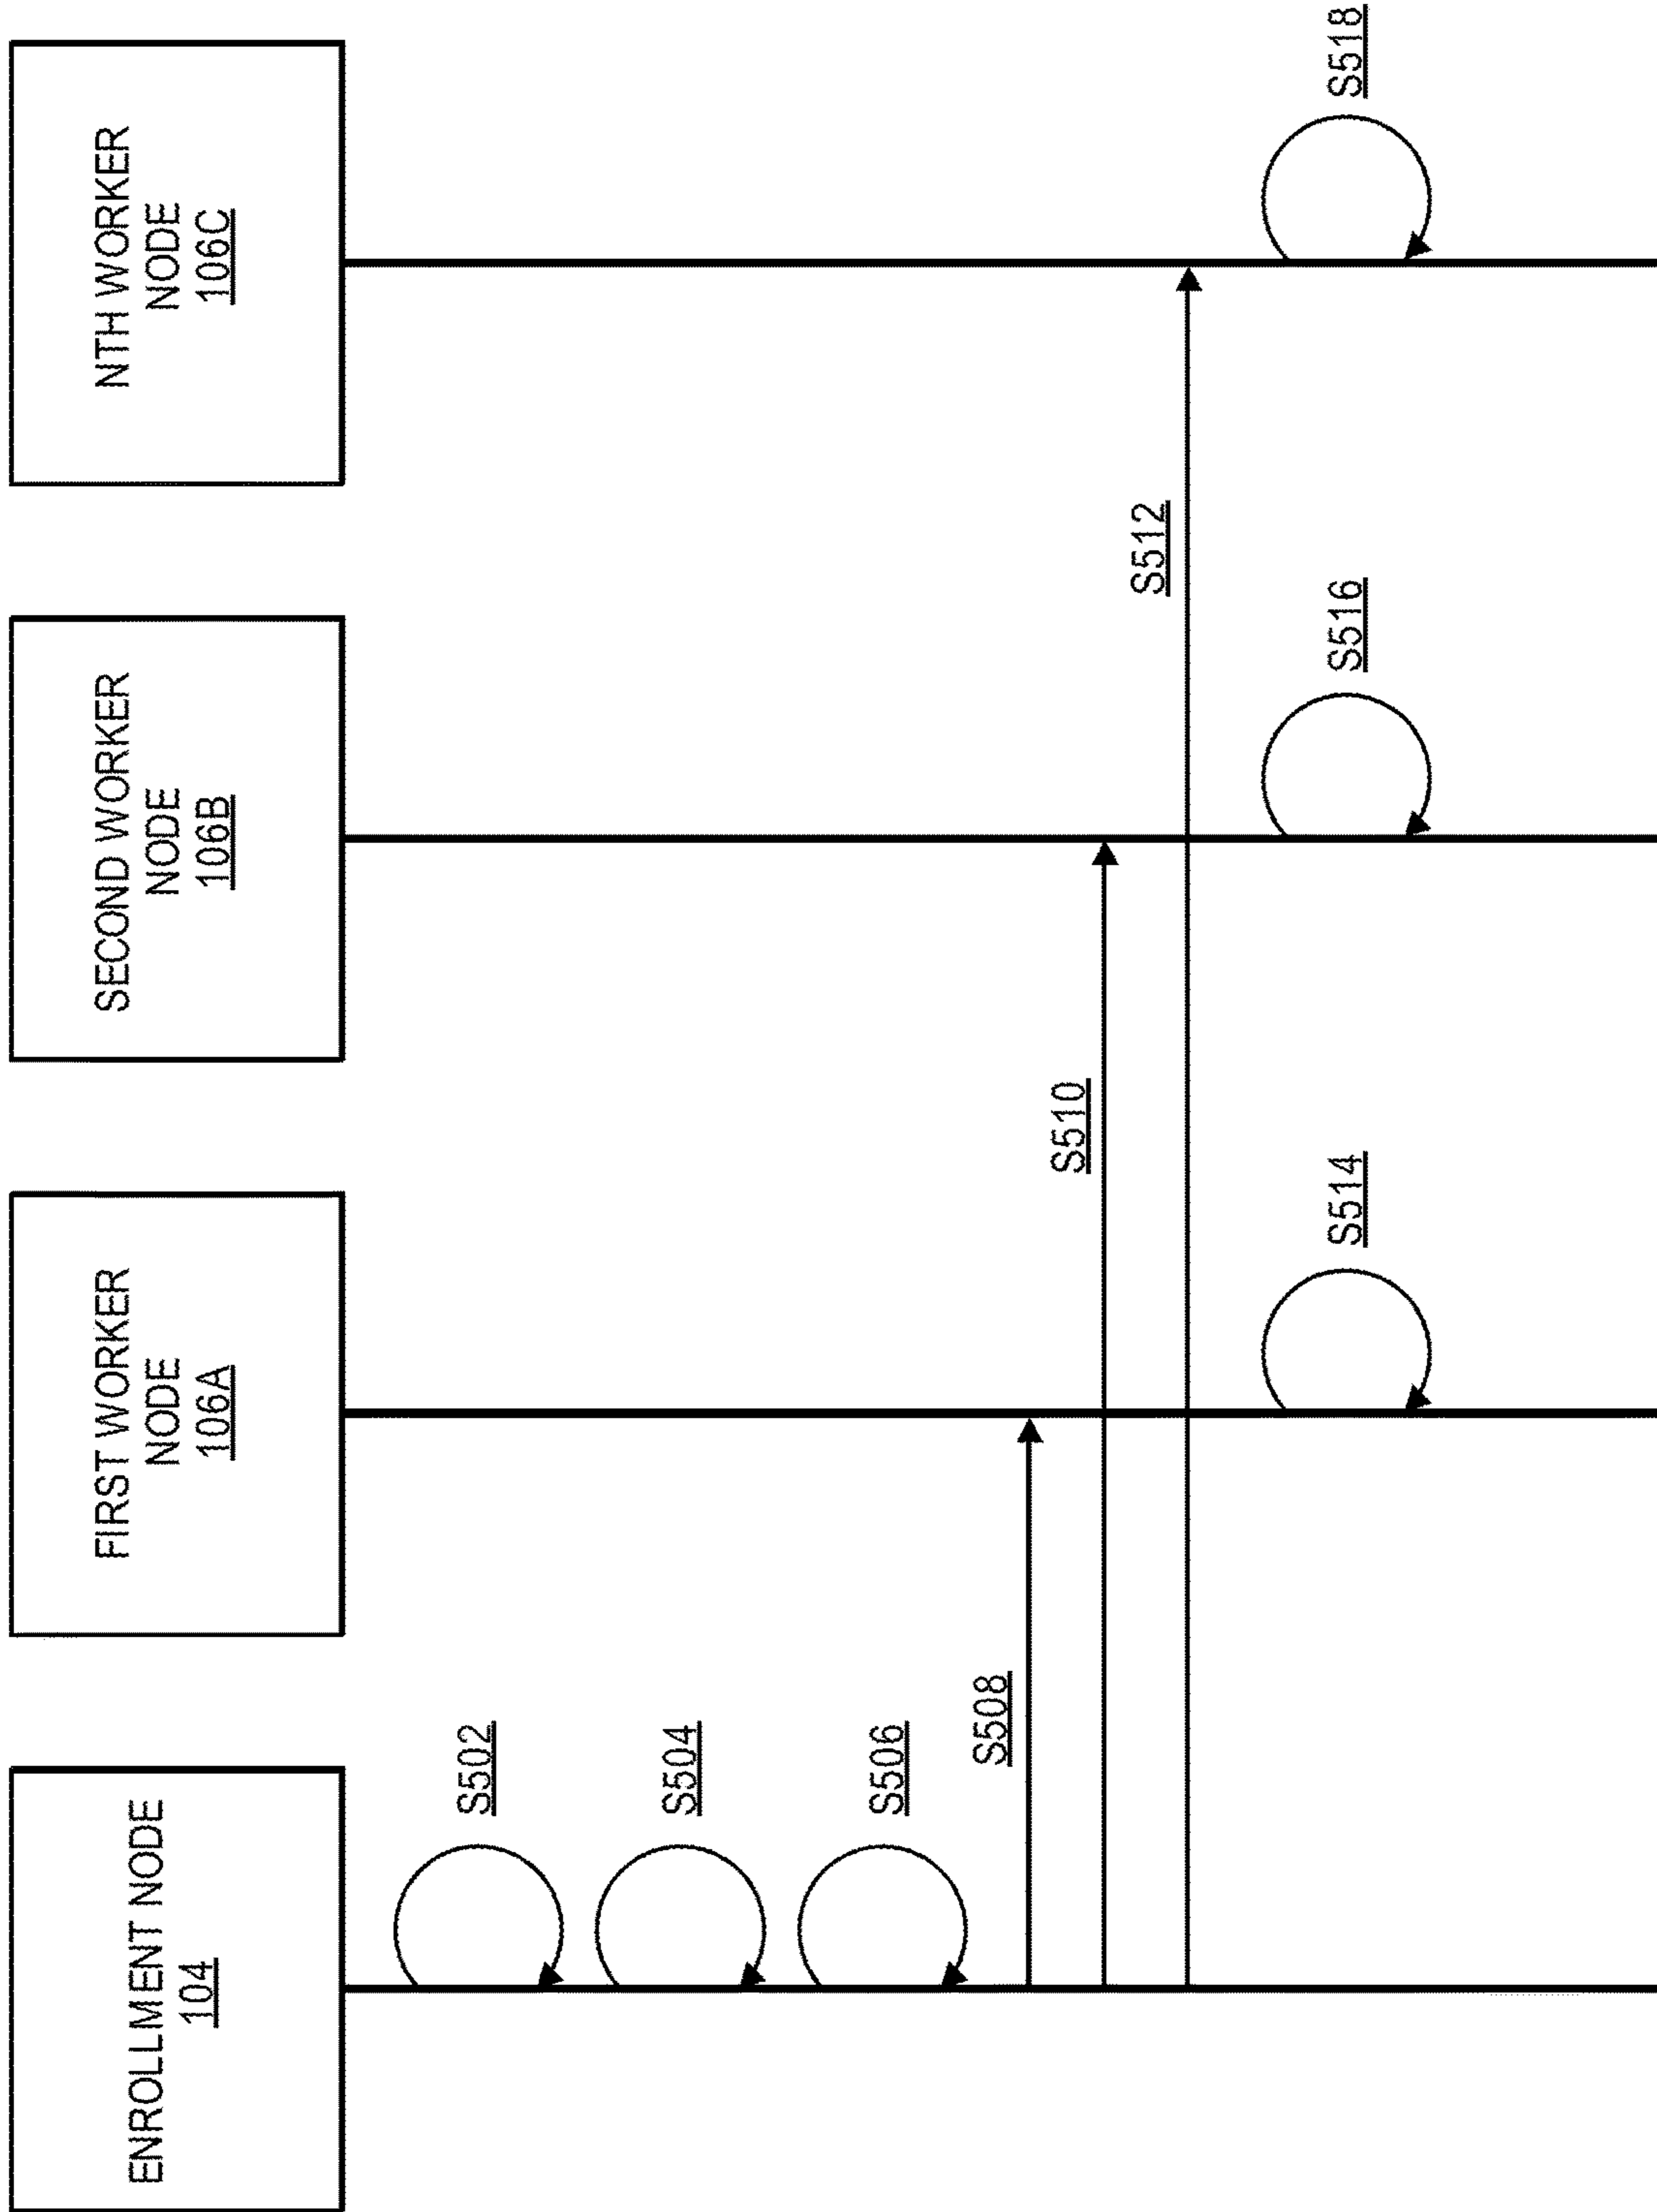 ENROLLMENT NODE
104
FIRST WORKER
NODE
106A
SECOND WORKER
NODE
106B
NTH WORKER
NODE
106C
S502
S504
S506
S508
S510
S512
S514
S516
S518